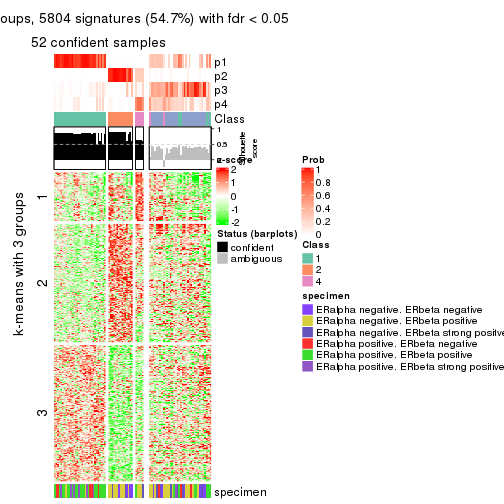 oups, 5804 signatures (54.7%) with fdr < 0.05
52 confident samples
p1
p2
p3
p4
Class
1
0.5
0
Silhouette
score
z-score
2
1
0
-1
-2
Prob
1
0.8
0.6
0.4
0.2
0
Status (barplots)
confident
ambiguous
Class
1
2
4
specimen
ERalpha negative. ERbeta negative
ERalpha negative. ERbeta positive
ERalpha negative. ERbeta strong positive
ERalpha positive. ERbeta negative
ERalpha positive. ERbeta positive
ERalpha positive. ERbeta strong positive
k-means with 3 groups
1
2
3
specimen